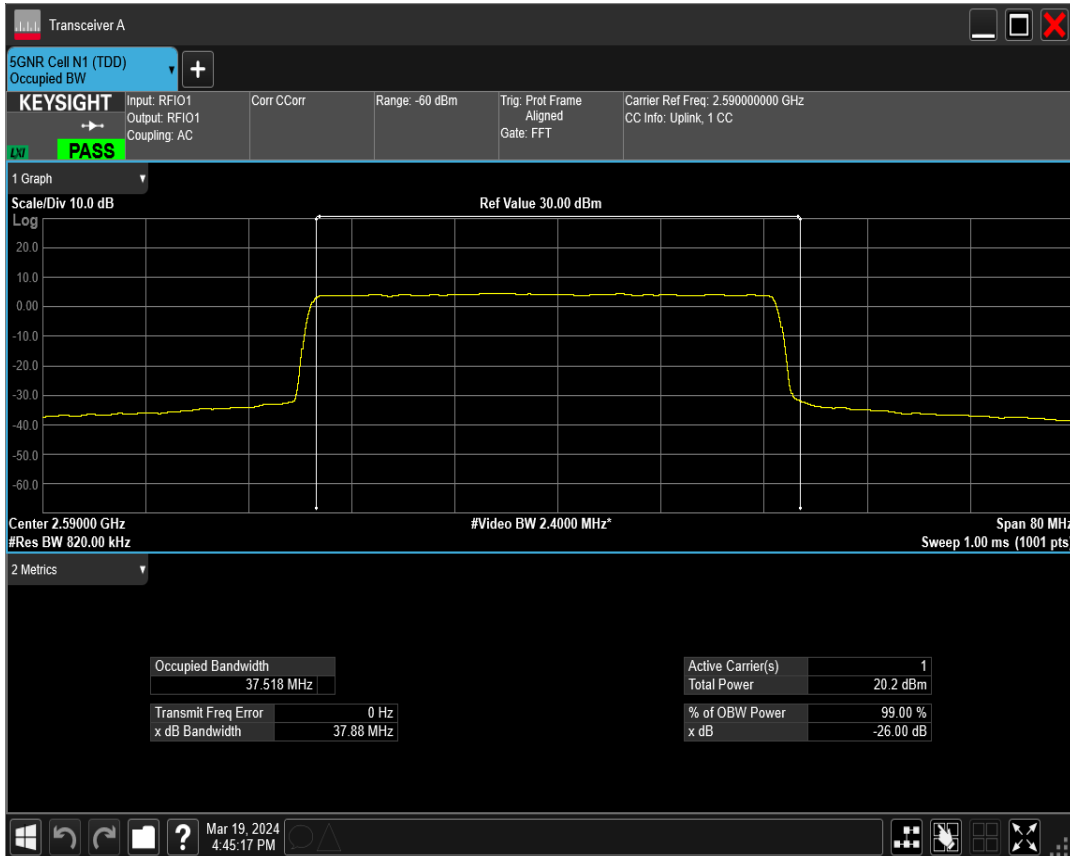 Transceiver A
5GNR Cell N1 (TDD)
Occupied BW
+
KEYSIGHT
LXI
PASS
Input: RFIO1
Output: RFIO1
Coupling: AC
Corr CCorr
Range: -60 dBm
Trig: Prot Frame
Aligned
Gate: FFT
Carrier Ref Freq: 2.590000000 GHz
CC Info: Uplink, 1 CC
1 Graph
Scale/Div 10.0 dB
Ref Value 30.00 dBm
Log
20.0
10.0
0.00
-10.0
-20.0
-30.0
-40.0
-50.0
-60.0
Center 2.59000 GHz
#Video BW 2.4000 MHz*
Span 80 MHz
#Res BW 820.00 kHz
Sweep 1.00 ms (1001 pts)
2 Metrics
Occupied Bandwidth
37.518 MHz
Transmit Freq Error 0 Hz
x dB Bandwidth 37.88 MHz
Active Carrier(s) 1
Total Power 20.2 dBm
% of OBW Power 99.00 %
x dB -26.00 dB
?
Mar 19, 2024
4:45:17 PM